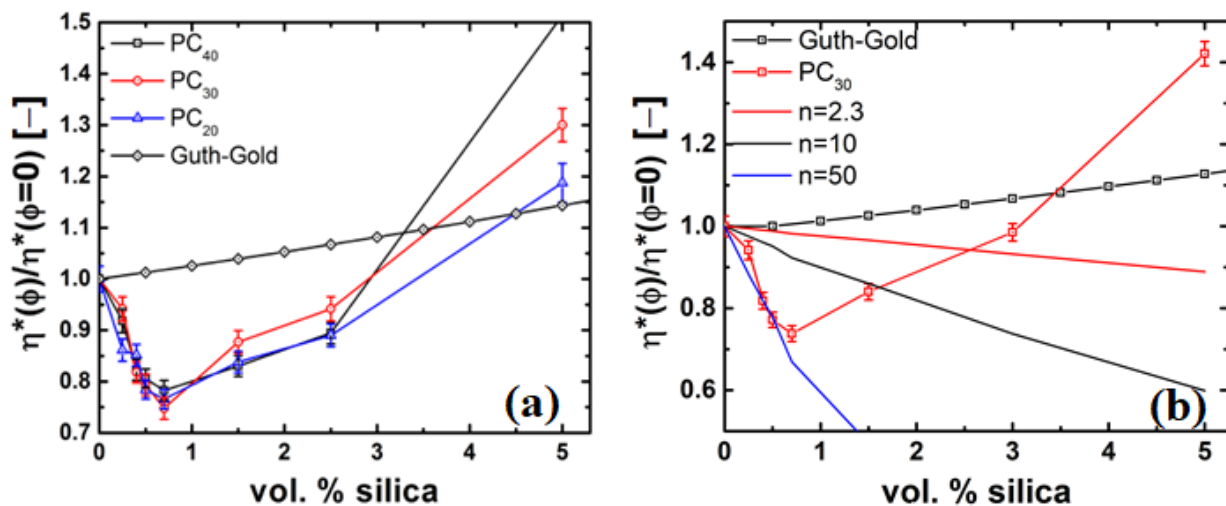 1.5
1.4
1.3
1.2
1.1
1.0
0.9
0.8
0.7
η*(ϕ)/η*(ϕ=0) [−]
PC₄₀
PC₃₀
PC₂₀
Guth-Gold
(a)
0 1 2 3 4 5
vol. % silica
1.4
1.2
1.0
0.8
0.6
η*(ϕ)/η*(ϕ=0) [−]
Guth-Gold
PC₃₀
n=2.3
n=10
n=50
(b)
0 1 2 3 4 5
vol. % silica